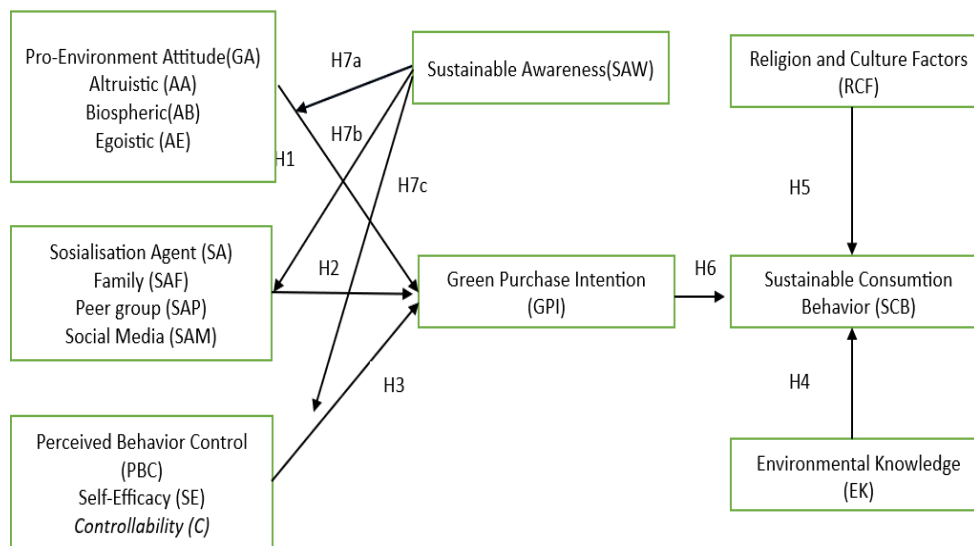 Pro-Environment Attitude(GA)
Altruistic (AA)
Biospheric(AB)
Egoistic (AE)
H7a
Sustainable Awareness(SAW)
Religion and Culture Factors
(RCF)
H7b
H1
H7c
H5
Sosialisation Agent (SA)
Family (SAF)
Peer group (SAP)
Social Media (SAM)
H2
Green Purchase Intention
(GPI)
H6
Sustainable Consumtion
Behavior (SCB)
H3
H4
Perceived Behavior Control
(PBC)
Self-Efficacy (SE)
Controllability (C)
Environmental Knowledge
(EK)